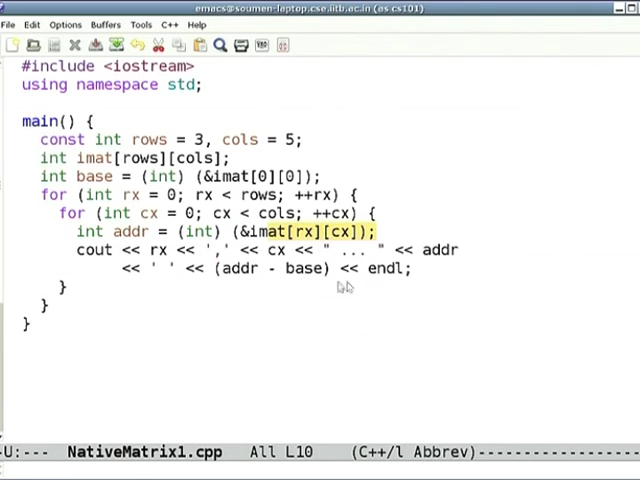 emacs@soumen-laptop.cse.iitb.ac.in (as cs101)
File Edit Options Buffers Tools C++ Help
#include <iostream>
using namespace std;
main() {
const int rows = 3, cols = 5;
int imat[rows][cols];
int base = (int) (&imat[0][0]);
for (int rx = 0; rx < rows; ++rx) {
for (int cx = 0; cx < cols; ++cx) {
int addr = (int) (&imat[rx][cx]);
cout << rx << ',' << cx << " ... " << addr
<< ' ' << (addr - base) << endl;
}
}
}
-U:--- NativeMatrix1.cpp All L10 (C++/l Abbrev)------------------